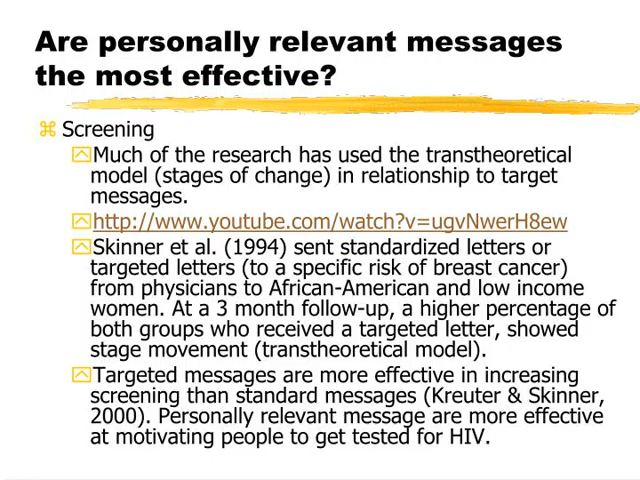 Are personally relevant messages
the most effective?
Screening
Much of the research has used the transtheoretical
model (stages of change) in relationship to target
messages.
http://www.youtube.com/watch?v=ugvNwerH8ew
Skinner et al. (1994) sent standardized letters or
targeted letters (to a specific risk of breast cancer)
from physicians to African-American and low income
women. At a 3 month follow-up, a higher percentage of
both groups who received a targeted letter, showed
stage movement (transtheoretical model).
Targeted messages are more effective in increasing
screening than standard messages (Kreuter & Skinner,
2000). Personally relevant message are more effective
at motivating people to get tested for HIV.